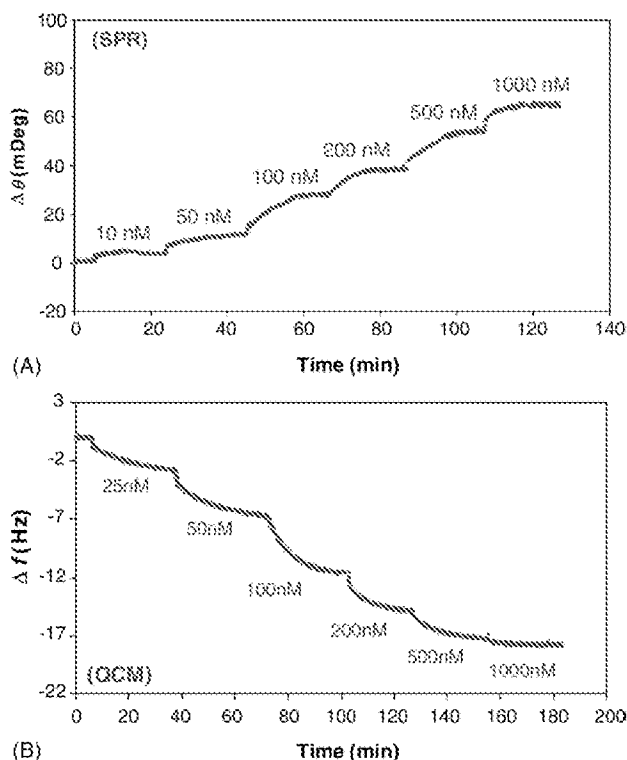 100
(SPR)
80
60
40
20
0
-20
Δθ (mDeg)
10 nM
50 nM
100 nM
200 nM
500 nM
1000 nM
0 20 40 60 80 100 120 140
Time (min)
(A)
3
-2
-7
-12
-17
-22
Δ f (Hz)
25nM
50nM
100nM
200nM
500nM
1000nM
(QCM)
0 20 40 60 80 100 120 140 160 180 200
Time (min)
(B)